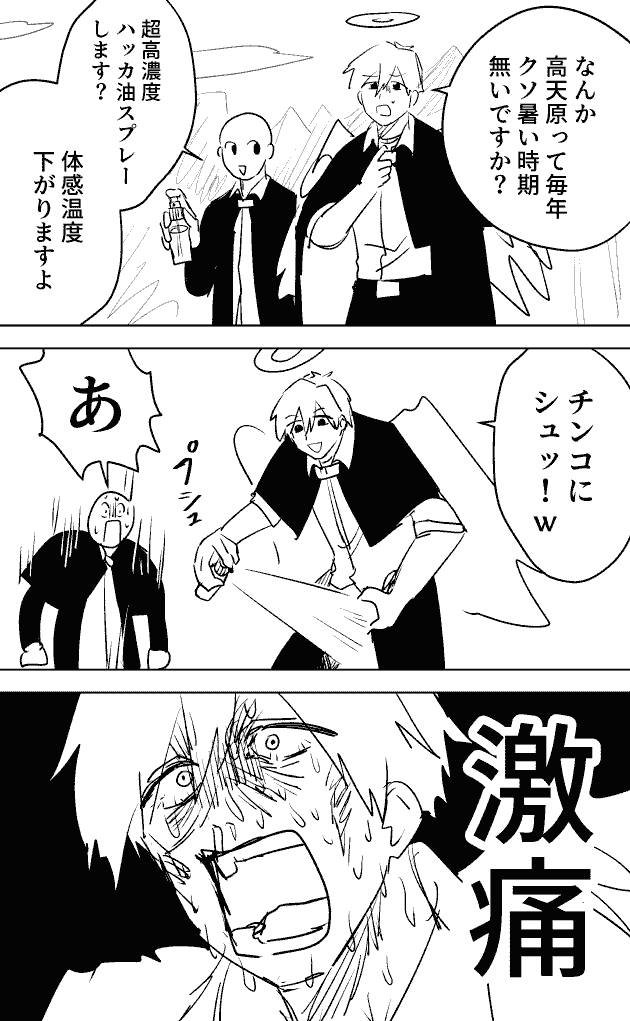 なんか
高天原って毎年
クソ暑い時期
無いですか？
超高濃度
ハッカ油スプレー
します？
体感温度
下がりますよ
チンコに
シュッ！w
プシュ
あ
激痛